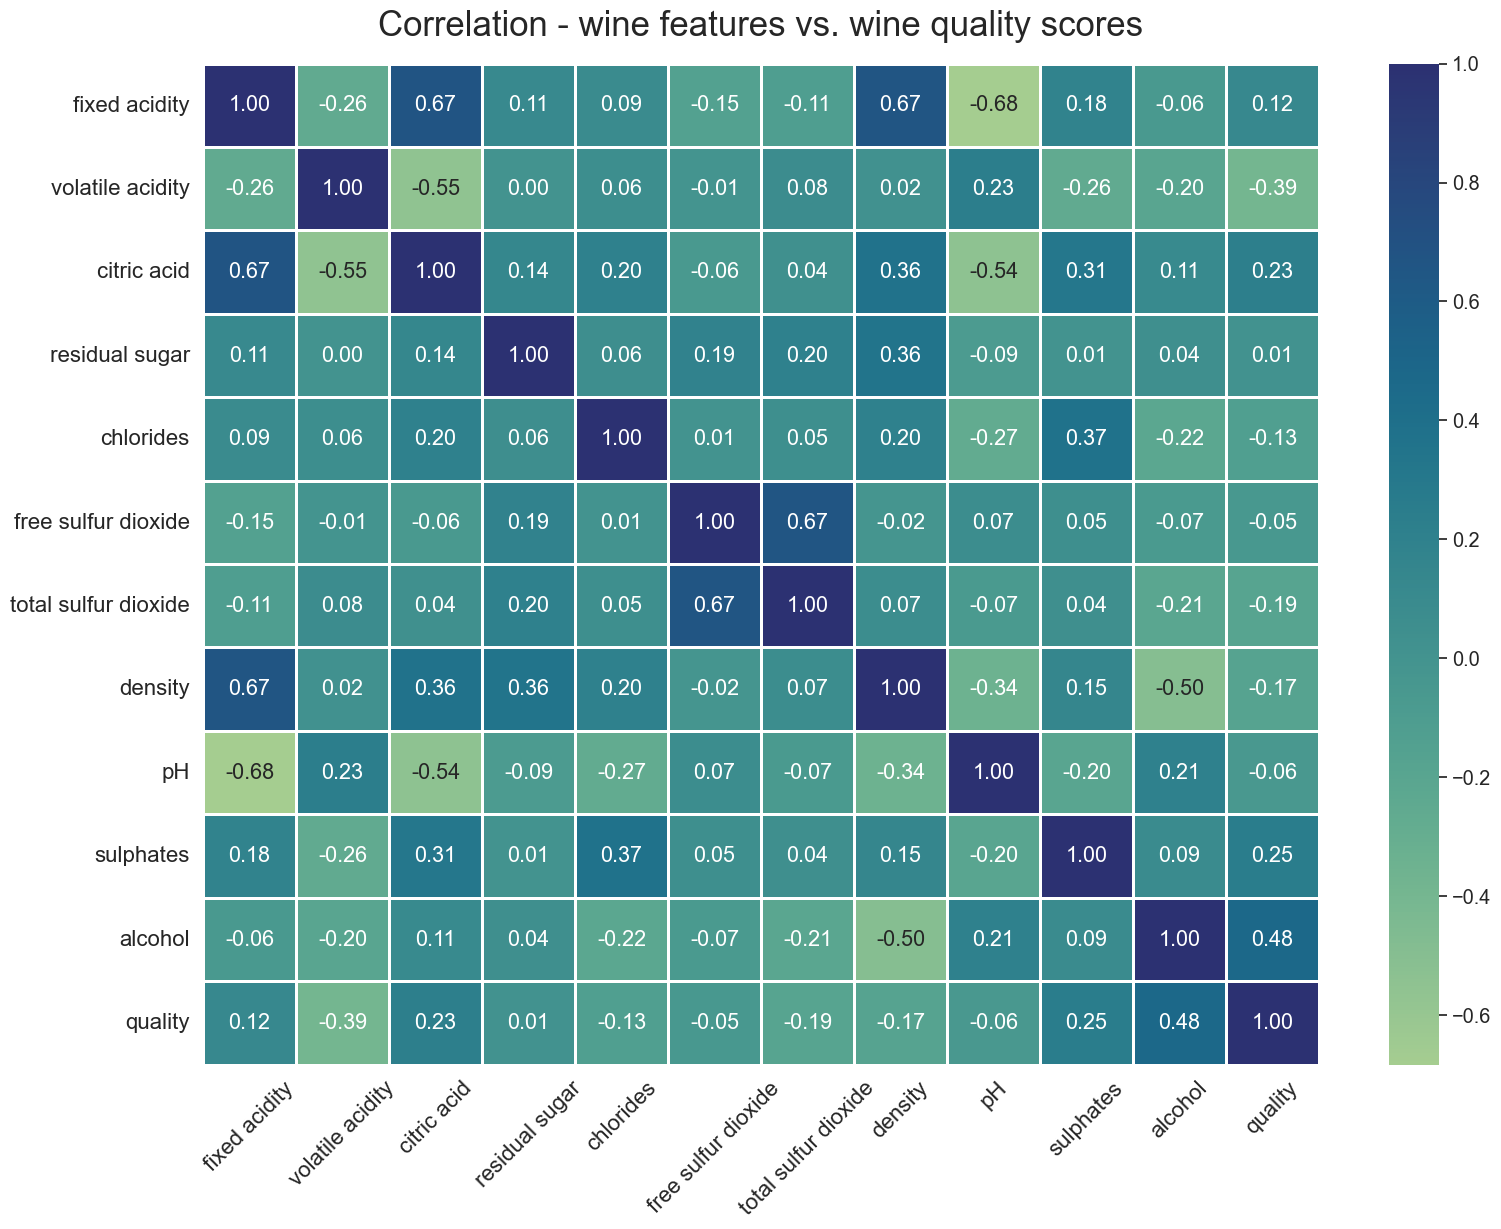 Correlation - wine features vs. wine quality scores
fixed acidity 1.00 -0.26 0.67 0.11 0.09 -0.15 -0.11 0.67 -0.68 0.18 -0.06 0.12
volatile acidity -0.26 1.00 -0.55 0.00 0.06 -0.01 0.08 0.02 0.23 -0.26 -0.20 -0.39
citric acid 0.67 -0.55 1.00 0.14 0.20 -0.06 0.04 0.36 -0.54 0.31 0.11 0.23
residual sugar 0.11 0.00 0.14 1.00 0.06 0.19 0.20 0.36 -0.09 0.01 0.04 0.01
chlorides 0.09 0.06 0.20 0.06 1.00 0.01 0.05 0.20 -0.27 0.37 -0.22 -0.13
free sulfur dioxide -0.15 -0.01 -0.06 0.19 0.01 1.00 0.67 -0.02 0.07 0.05 -0.07 -0.05
total sulfur dioxide -0.11 0.08 0.04 0.20 0.05 0.67 1.00 0.07 -0.07 0.04 -0.21 -0.19
density 0.67 0.02 0.36 0.36 0.20 -0.02 0.07 1.00 -0.34 0.15 -0.50 -0.17
pH -0.68 0.23 -0.54 -0.09 -0.27 0.07 -0.07 -0.34 1.00 -0.20 0.21 -0.06
sulphates 0.18 -0.26 0.31 0.01 0.37 0.05 0.04 0.15 -0.20 1.00 0.09 0.25
alcohol -0.06 -0.20 0.11 0.04 -0.22 -0.07 -0.21 -0.50 0.21 0.09 1.00 0.48
quality 0.12 -0.39 0.23 0.01 -0.13 -0.05 -0.19 -0.17 -0.06 0.25 0.48 1.00
fixed acidity
volatile acidity
citric acid
residual sugar
chlorides
free sulfur dioxide
total sulfur dioxide
density
pH
sulphates
alcohol
quality
1.0
0.8
0.6
0.4
0.2
0.0
−0.2
−0.4
−0.6